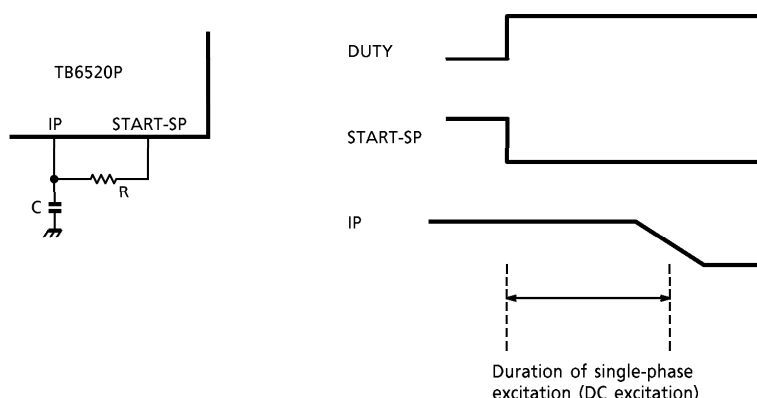 TB6520P
IP
START-SP
R
C
DUTY
START-SP
IP
Duration of single-phase
excitation (DC excitation)